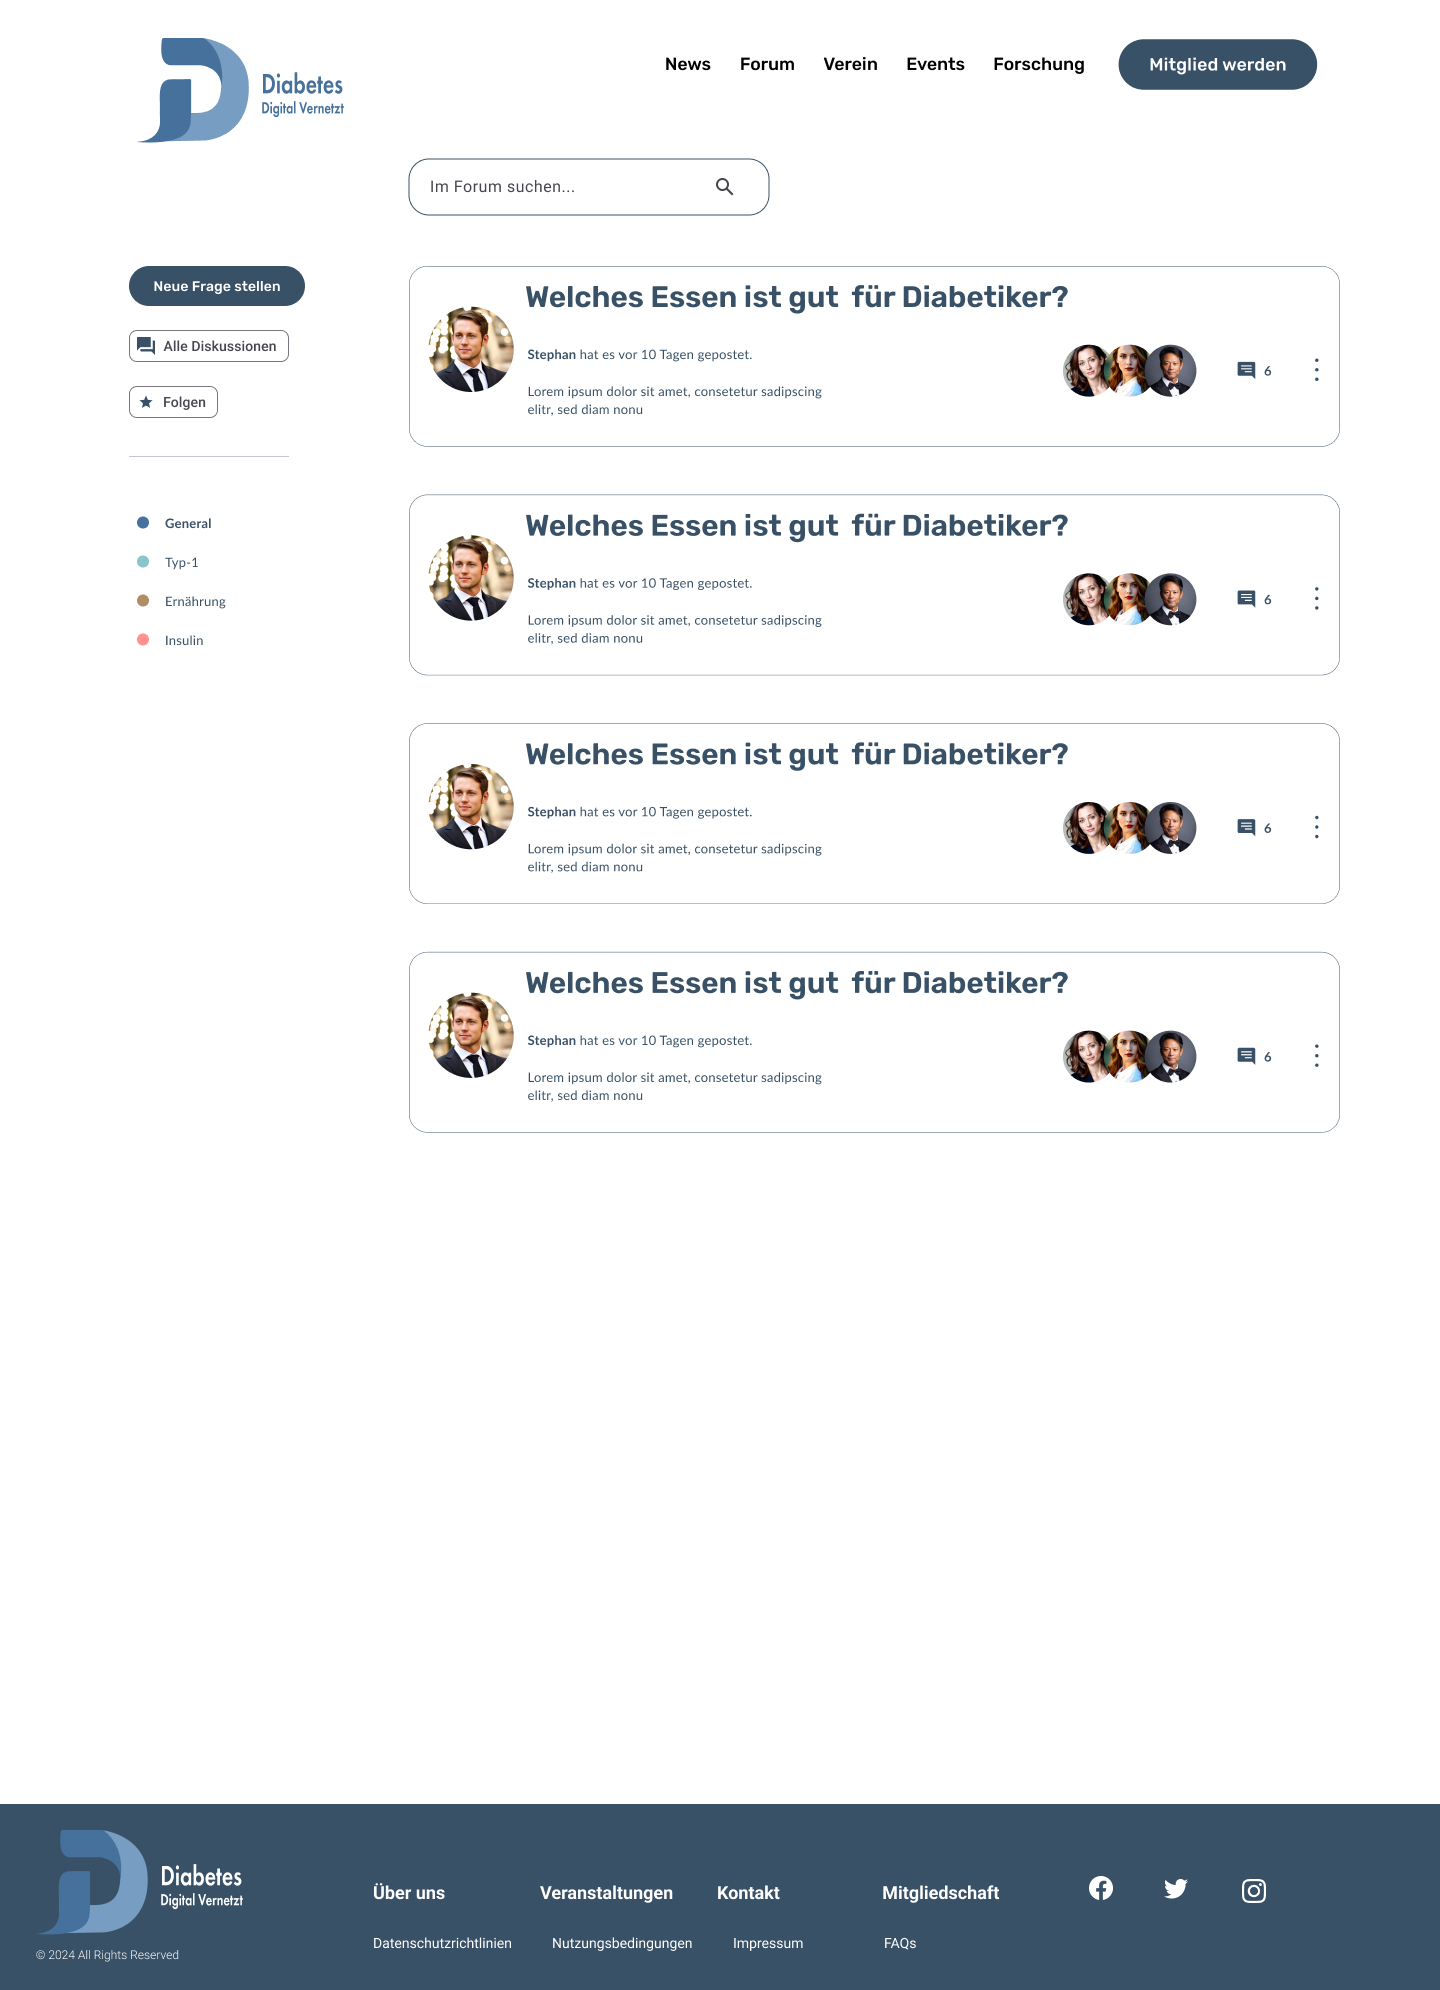 Diabetes
Digital Vernetzt
News Forum Verein Events Forschung Mitglied werden
Im Forum suchen...
Neue Frage stellen
Alle Diskussionen
Folgen
General
Typ-1
Ernährung
Insulin
Welches Essen ist gut  für Diabetiker?
Stephan hat es vor 10 Tagen gepostet.
6
Lorem ipsum dolor sit amet, consetetur sadipscing
elitr, sed diam nonu
Welches Essen ist gut  für Diabetiker?
Stephan hat es vor 10 Tagen gepostet.
6
Lorem ipsum dolor sit amet, consetetur sadipscing
elitr, sed diam nonu
Welches Essen ist gut  für Diabetiker?
Stephan hat es vor 10 Tagen gepostet.
6
Lorem ipsum dolor sit amet, consetetur sadipscing
elitr, sed diam nonu
Welches Essen ist gut  für Diabetiker?
Stephan hat es vor 10 Tagen gepostet.
6
Lorem ipsum dolor sit amet, consetetur sadipscing
elitr, sed diam nonu
Diabetes
Digital Vernetzt
© 2024 All Rights Reserved
Über uns Veranstaltungen Kontakt Mitgliedschaft
Datenschutzrichtlinien Nutzungsbedingungen Impressum FAQs